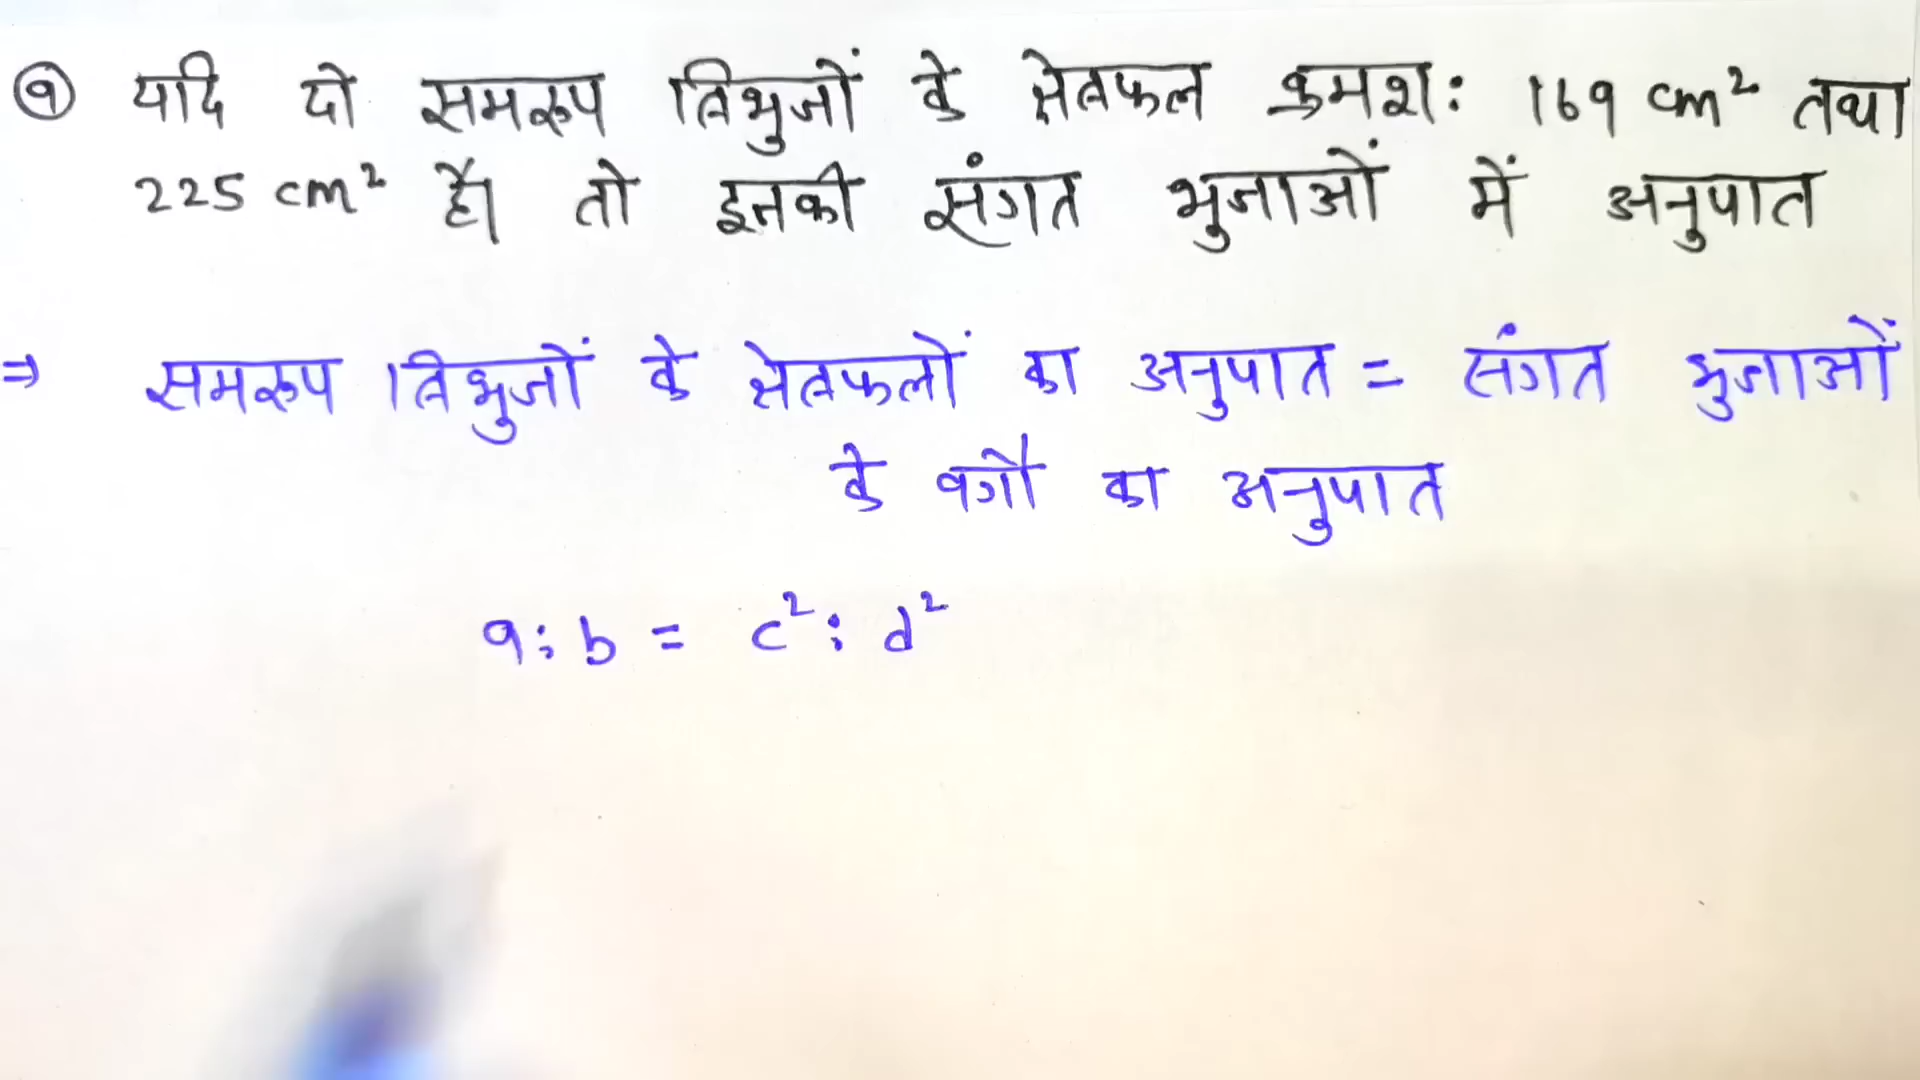 ९ यदि दो समरूप त्रिभुजों के क्षेत्रफल क्रमशः 169 cm² तथा
225 cm² है। तो इनकी संगत भुजाओं में अनुपात
⇒ समरूप त्रिभुजों के क्षेत्रफलों का अनुपात = संगत भुजाओं
के वर्गों का अनुपात
a : b = c² : d²